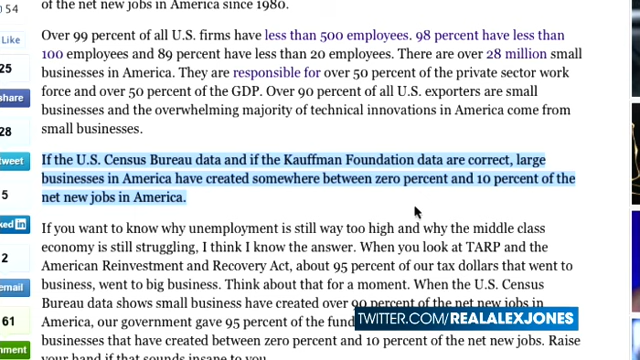 of the net new jobs in America since 1980.
Over 99 percent of all U.S. firms have less than 500 employees. 98 percent have less than
100 employees and 89 percent have less than 20 employees. There are over 28 million small
businesses in America. They are responsible for over 50 percent of the private sector work
force and over 50 percent of the GDP. Over 90 percent of all U.S. exporters are small
businesses and the overwhelming majority of technical innovations in America come from
small businesses.
If the U.S. Census Bureau data and if the Kauffman Foundation data are correct, large
businesses in America have created somewhere between zero percent and 10 percent of the
net new jobs in America.
If you want to know why unemployment is still way too high and why the middle class
economy is still struggling, I think I know the answer. When you look at TARP and the
American Reinvestment and Recovery Act, about 95 percent of our tax dollars that went to
business, went to big business. Think about that for a moment. When the U.S. Census
Bureau data shows small business have created over 90 percent of the net new jobs in
America, our government gave 95 percent of the fund
businesses that have created between zero percent and 10 percent of the net new jobs. Raise
your hand if that sounds insane to you.
54
Like
25
share
28
tweet
5
ked in
2
email
61
mment
TWITTER.COM/REALALEXJONES